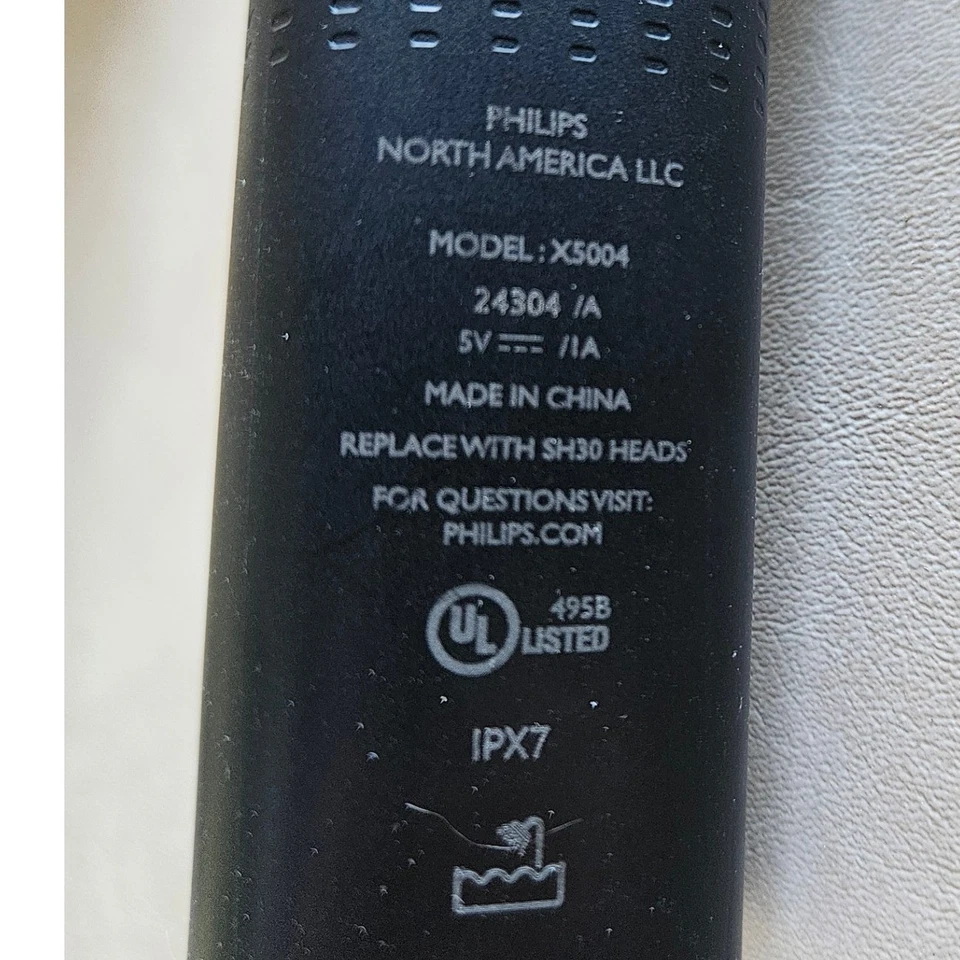 PHILIPS
NORTH AMERICA LLC
MODEL : X5004
24304 /A
5V ⎓ /1A
MADE IN CHINA
REPLACE WITH SH30 HEADS
FOR QUESTIONS VISIT:
PHILIPS.COM
UL 495B
LISTED
IPX7